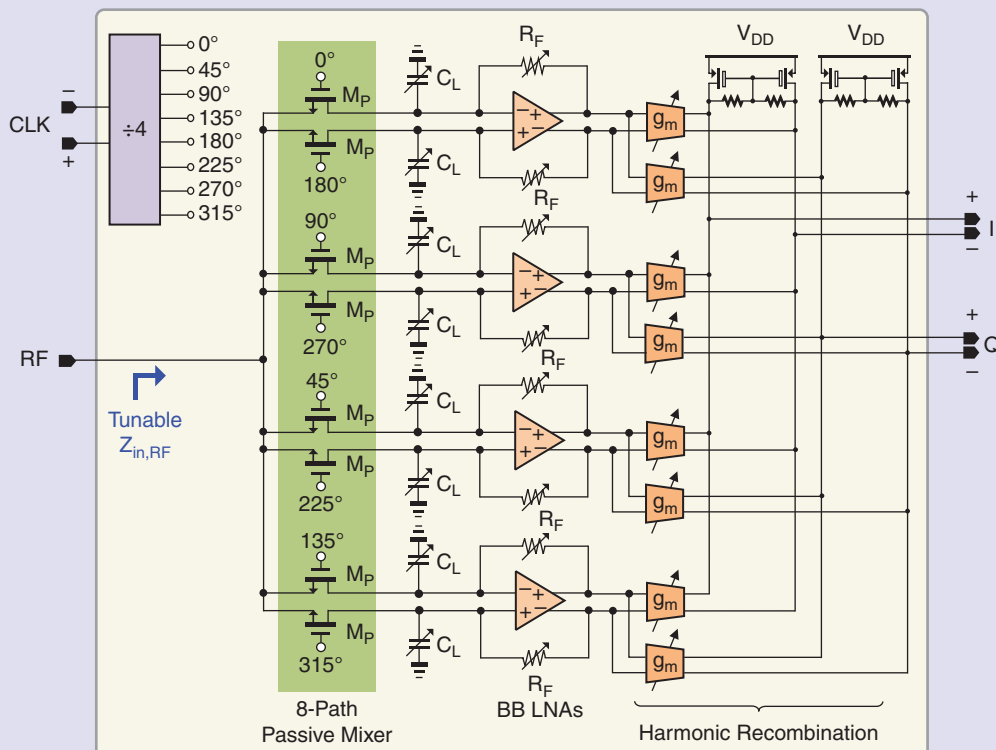 CLK
−
+
÷4
0°
45°
90°
135°
180°
225°
270°
315°
RF
Tunable
Z_in,RF
0°
M_P
M_P
180°
90°
M_P
M_P
270°
45°
M_P
M_P
225°
135°
M_P
M_P
315°
8-Path
Passive Mixer
C_L
C_L
C_L
C_L
C_L
C_L
C_L
C_L
R_F
− +
+ −
R_F
− +
+ −
R_F
− +
+ −
R_F
− +
+ −
R_F
BB LNAs
g_m
g_m
g_m
g_m
g_m
g_m
g_m
g_m
Harmonic Recombination
V_DD
V_DD
+
I
−
+
Q
−